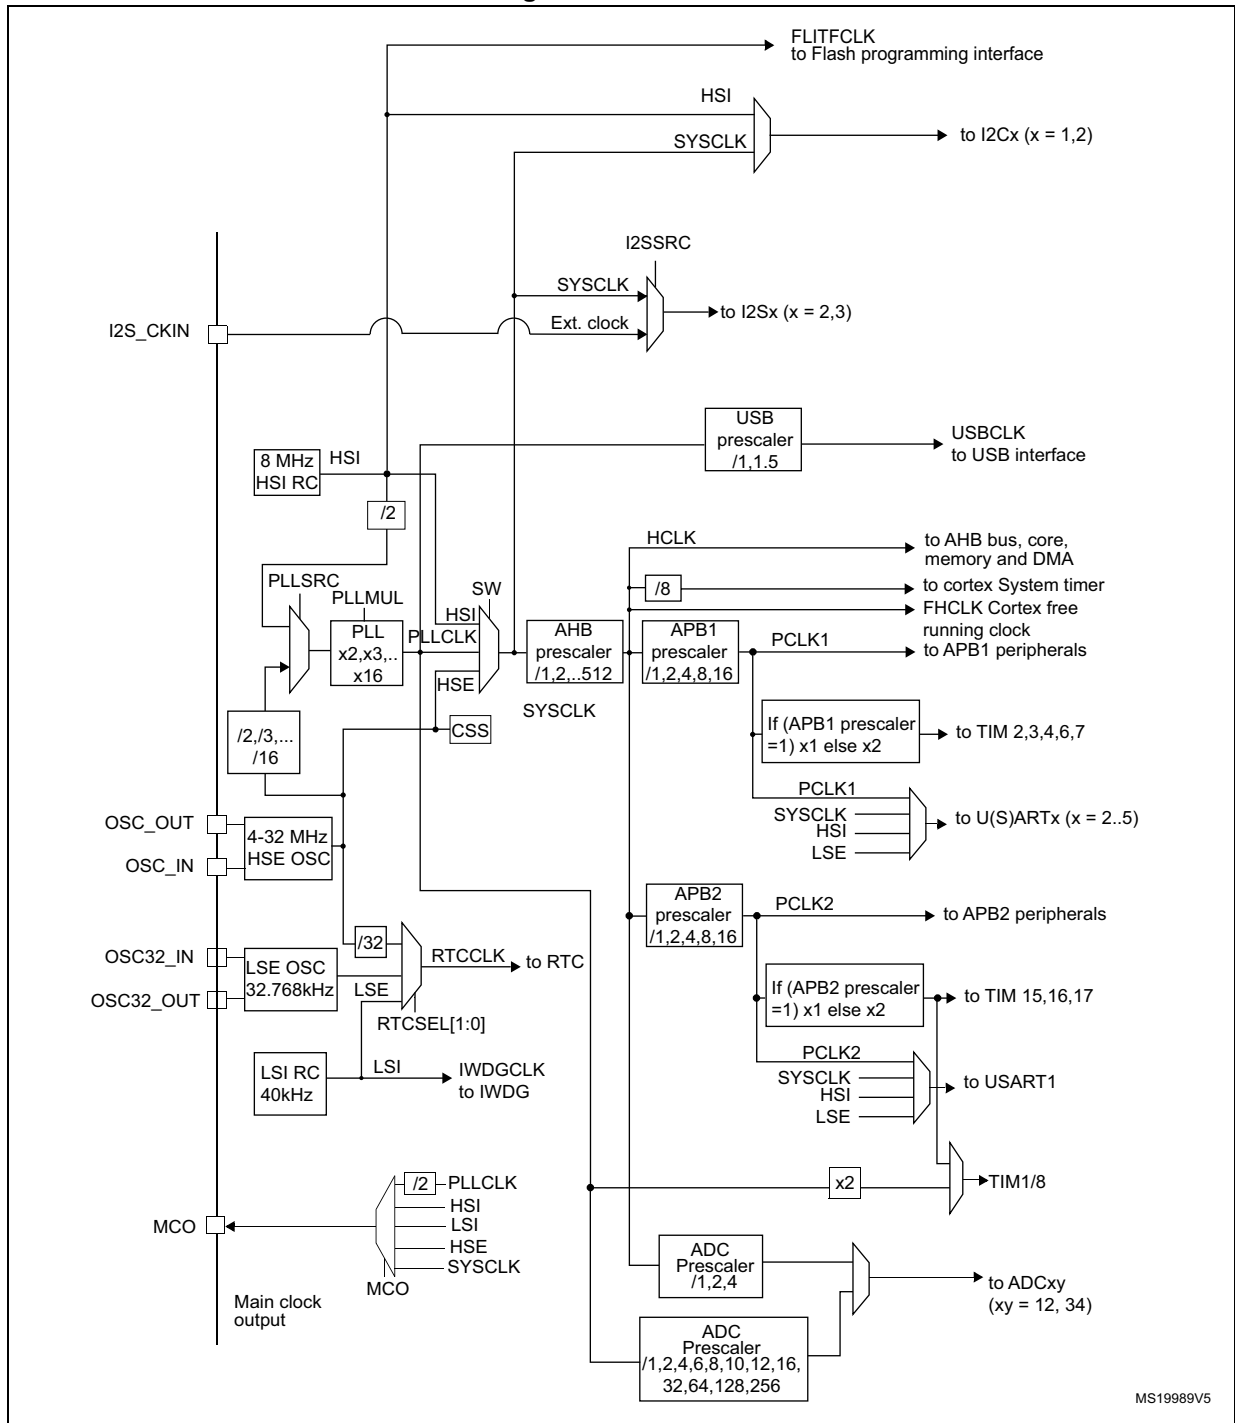 FLITFCLK
to Flash programming interface
HSI
to I2Cx (x = 1,2)
SYSCLK
I2SSRC
SYSCLK
to I2Sx (x = 2,3)
I2S_CKIN
Ext. clock
USB
prescaler
/1,1.5
USBCLK
to USB interface
8 MHz
HSI RC
HSI
/2
HCLK
to AHB bus, core,
memory and DMA
/8
to cortex System timer
FHCLK Cortex free
running clock
PLLSRC
PLLMUL
PLL
x2,x3,..
x16
SW
HSI
PLLCLK
HSE
AHB
prescaler
/1,2,..512
SYSCLK
APB1
prescaler
/1,2,4,8,16
PCLK1
to APB1 peripherals
/2,/3,...
/16
CSS
If (APB1 prescaler
=1) x1 else x2
to TIM 2,3,4,6,7
PCLK1
SYSCLK
HSI
LSE
to U(S)ARTx (x = 2..5)
OSC_OUT
OSC_IN
4-32 MHz
HSE OSC
APB2
prescaler
/1,2,4,8,16
PCLK2
to APB2 peripherals
/32
OSC32_IN
OSC32_OUT
LSE OSC
32.768kHz
LSE
RTCCLK
to RTC
RTCSEL[1:0]
If (APB2 prescaler
=1) x1 else x2
to TIM 15,16,17
LSI RC
40kHz
LSI
IWDGCLK
to IWDG
PCLK2
SYSCLK
HSI
LSE
to USART1
x2
TIM1/8
MCO
/2
PLLCLK
HSI
LSI
HSE
SYSCLK
MCO
Main clock
output
ADC
Prescaler
/1,2,4
to ADCxy
(xy = 12, 34)
ADC
Prescaler
/1,2,4,6,8,10,12,16,
32,64,128,256
MS19989V5